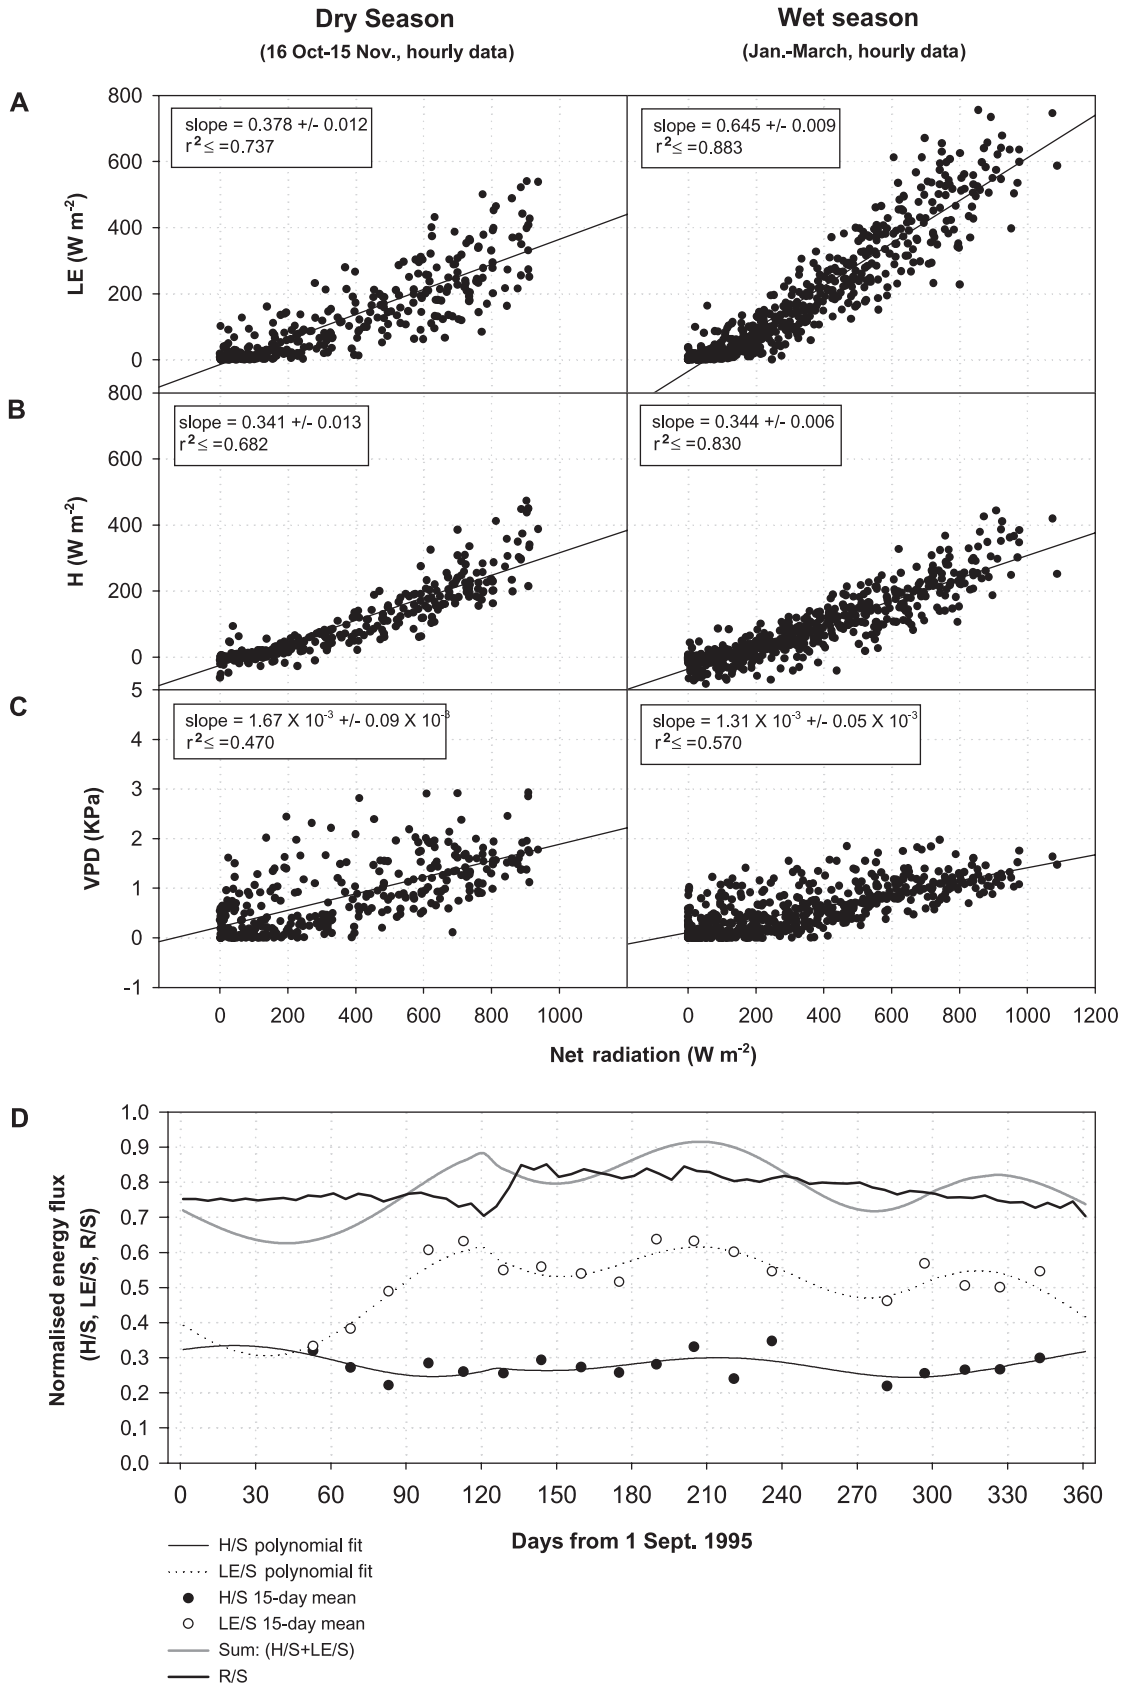 Dry Season
Wet season
(16 Oct-15 Nov., hourly data)
(Jan.-March, hourly data)
A
800
600
400
200
0
LE (W m-2)
slope = 0.378 +/- 0.012
r2≤ =0.737
slope = 0.645 +/- 0.009
r2≤ =0.883
B
800
600
400
200
0
H (W m-2)
slope = 0.341 +/- 0.013
r2≤ =0.682
slope = 0.344 +/- 0.006
r2≤ =0.830
C
5
4
3
2
1
0
-1
VPD (KPa)
slope = 1.67 X 10-3 +/- 0.09 X 10-3
r2≤ =0.470
slope = 1.31 X 10-3 +/- 0.05 X 10-3
r2≤ =0.570
0 200 400 600 800 1000 0 200 400 600 800 1000 1200
Net radiation (W m-2)
D
1.0
0.9
0.8
0.7
0.6
0.5
0.4
0.3
0.2
0.1
0.0
Normalised energy flux
(H/S, LE/S, R/S)
0 30 60 90 120 150 180 210 240 270 300 330 360
Days from 1 Sept. 1995
H/S polynomial fit
LE/S polynomial fit
H/S 15-day mean
LE/S 15-day mean
Sum: (H/S+LE/S)
R/S